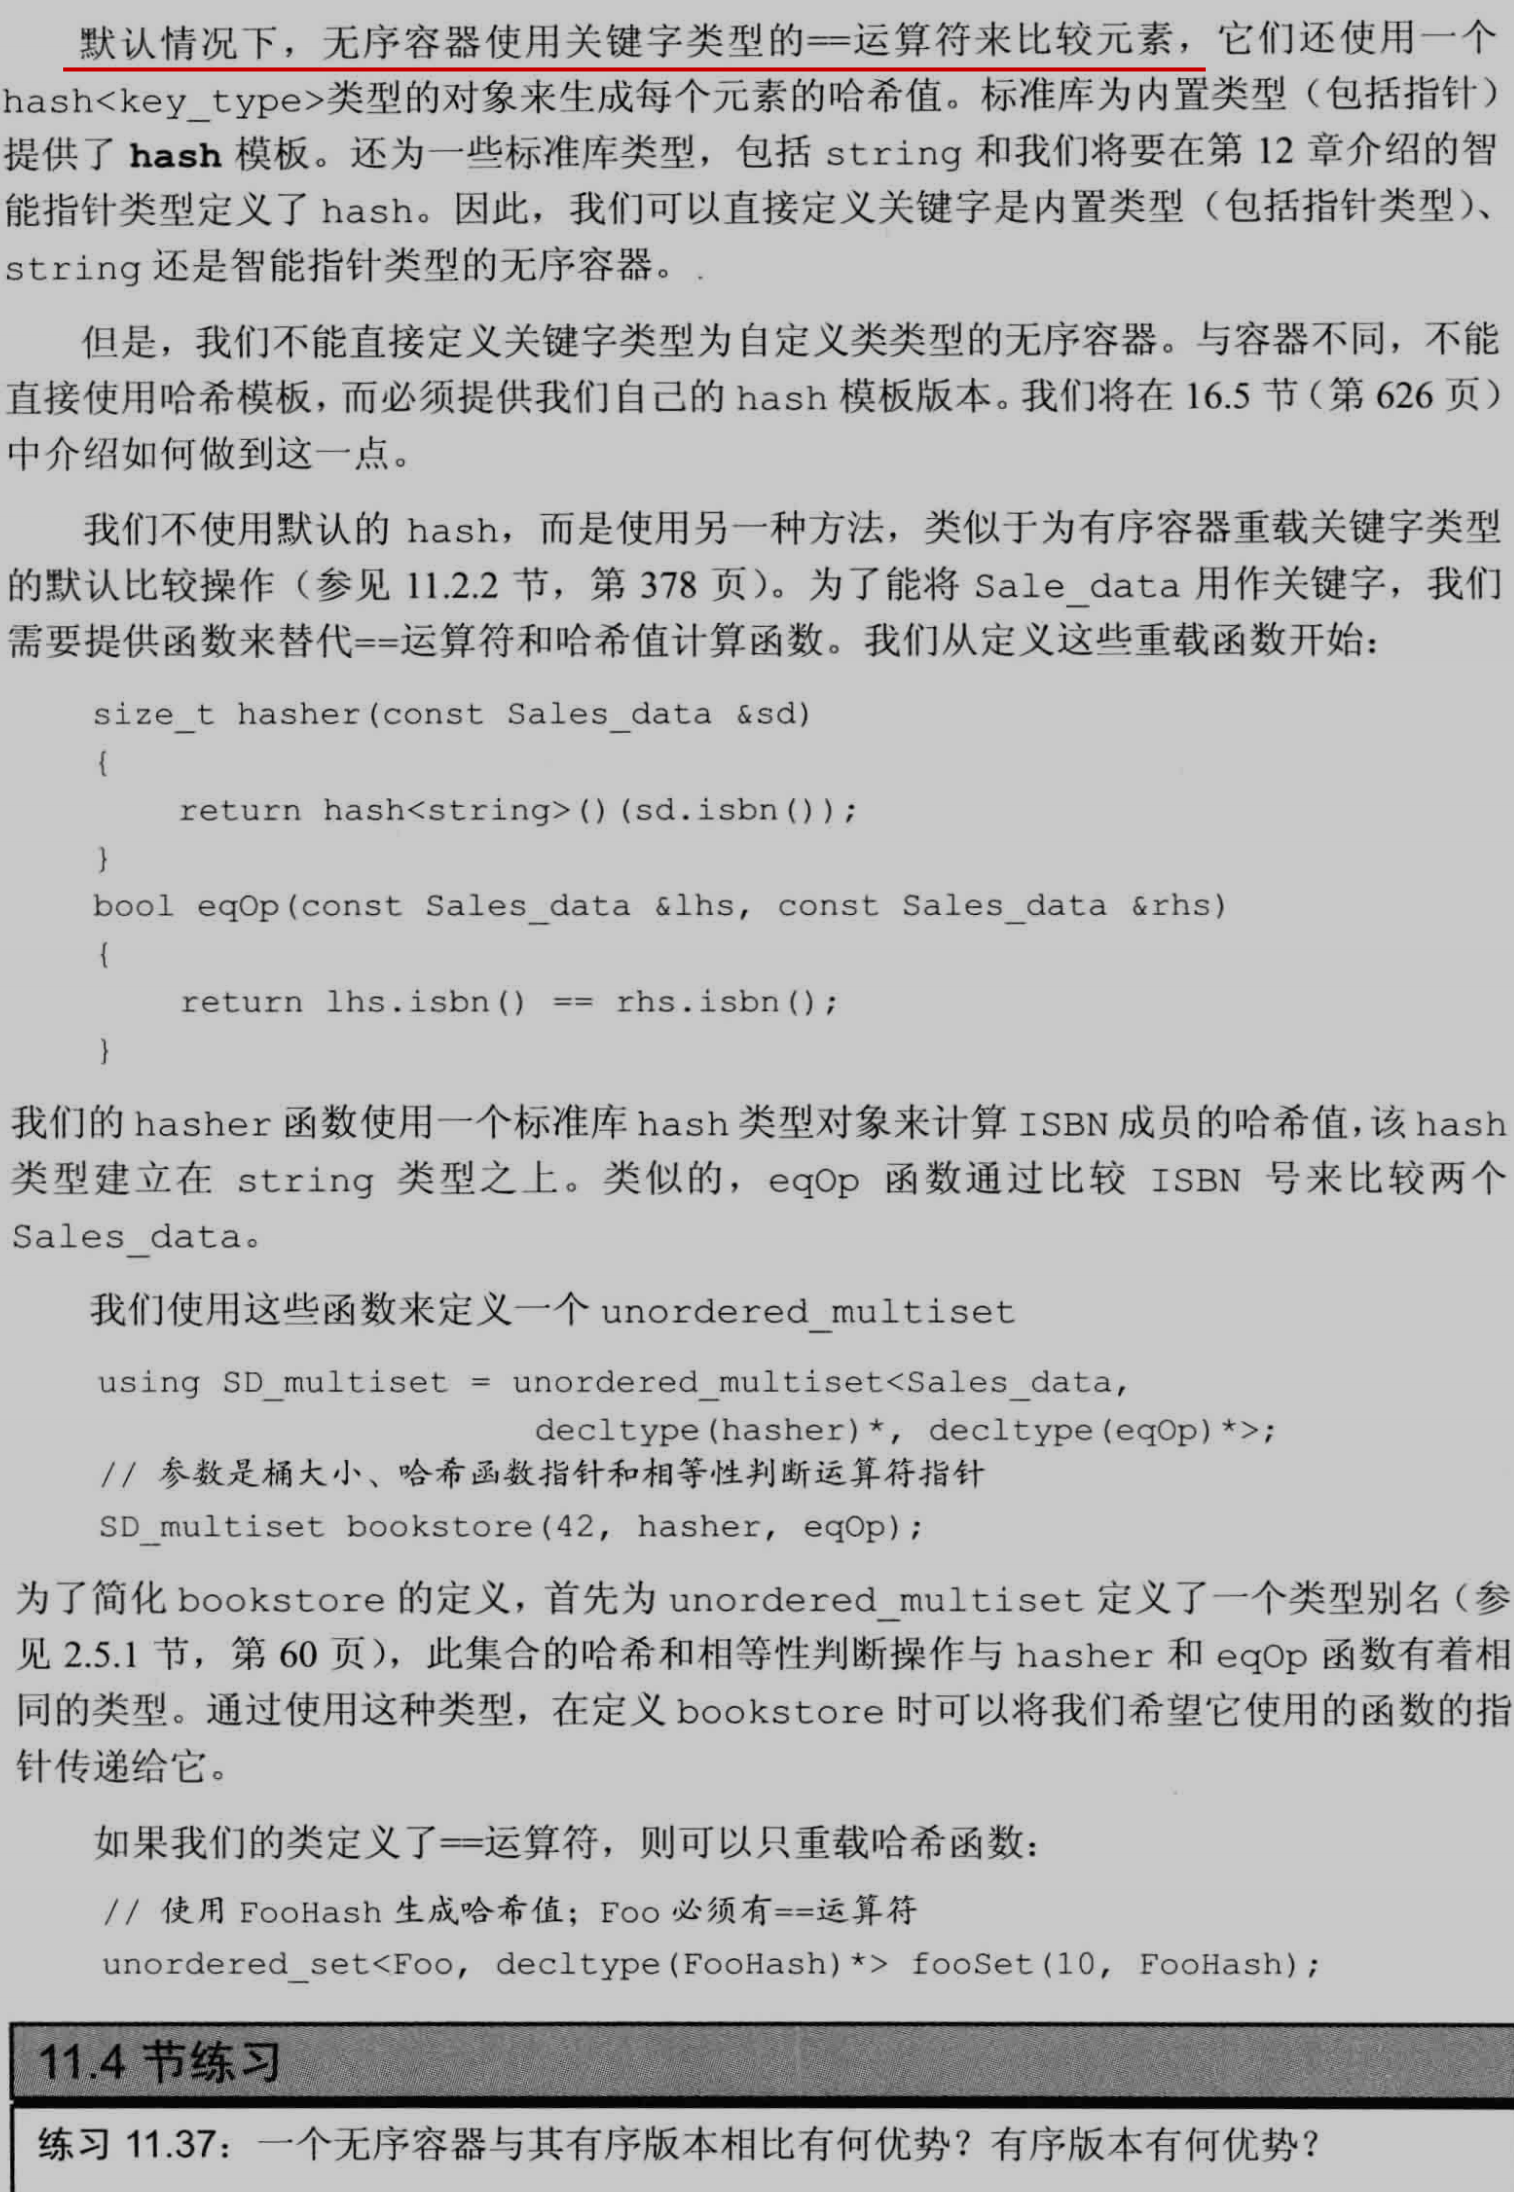 默认情况下，无序容器使用关键字类型的==运算符来比较元素，它们还使用一个
hash<key_type>类型的对象来生成每个元素的哈希值。标准库为内置类型（包括指针）
提供了 hash 模板。还为一些标准库类型，包括 string 和我们将要在第 12 章介绍的智
能指针类型定义了 hash。因此，我们可以直接定义关键字是内置类型（包括指针类型）、
string 还是智能指针类型的无序容器。
但是，我们不能直接定义关键字类型为自定义类类型的无序容器。与容器不同，不能
直接使用哈希模板，而必须提供我们自己的 hash 模板版本。我们将在 16.5 节（第 626 页）
中介绍如何做到这一点。
我们不使用默认的 hash，而是使用另一种方法，类似于为有序容器重载关键字类型
的默认比较操作（参见 11.2.2 节，第 378 页）。为了能将 Sale_data 用作关键字，我们
需要提供函数来替代==运算符和哈希值计算函数。我们从定义这些重载函数开始：
size_t hasher(const Sales_data &sd)
{
return hash<string>()(sd.isbn());
}
bool eqOp(const Sales_data &lhs, const Sales_data &rhs)
{
return lhs.isbn() == rhs.isbn();
}
我们的 hasher 函数使用一个标准库 hash 类型对象来计算 ISBN 成员的哈希值，该 hash
类型建立在 string 类型之上。类似的，eqOp 函数通过比较 ISBN 号来比较两个
Sales_data。
我们使用这些函数来定义一个 unordered_multiset
using SD_multiset = unordered_multiset<Sales_data,
decltype(hasher)*, decltype(eqOp)*>;
// 参数是桶大小、哈希函数指针和相等性判断运算符指针
SD_multiset bookstore(42, hasher, eqOp);
为了简化 bookstore 的定义，首先为 unordered_multiset 定义了一个类型别名（参
见 2.5.1 节，第 60 页），此集合的哈希和相等性判断操作与 hasher 和 eqOp 函数有着相
同的类型。通过使用这种类型，在定义 bookstore 时可以将我们希望它使用的函数的指
针传递给它。
如果我们的类定义了==运算符，则可以只重载哈希函数：
// 使用 FooHash 生成哈希值；Foo 必须有==运算符
unordered_set<Foo, decltype(FooHash)*> fooSet(10, FooHash);
11.4 节练习
练习 11.37：一个无序容器与其有序版本相比有何优势？有序版本有何优势？